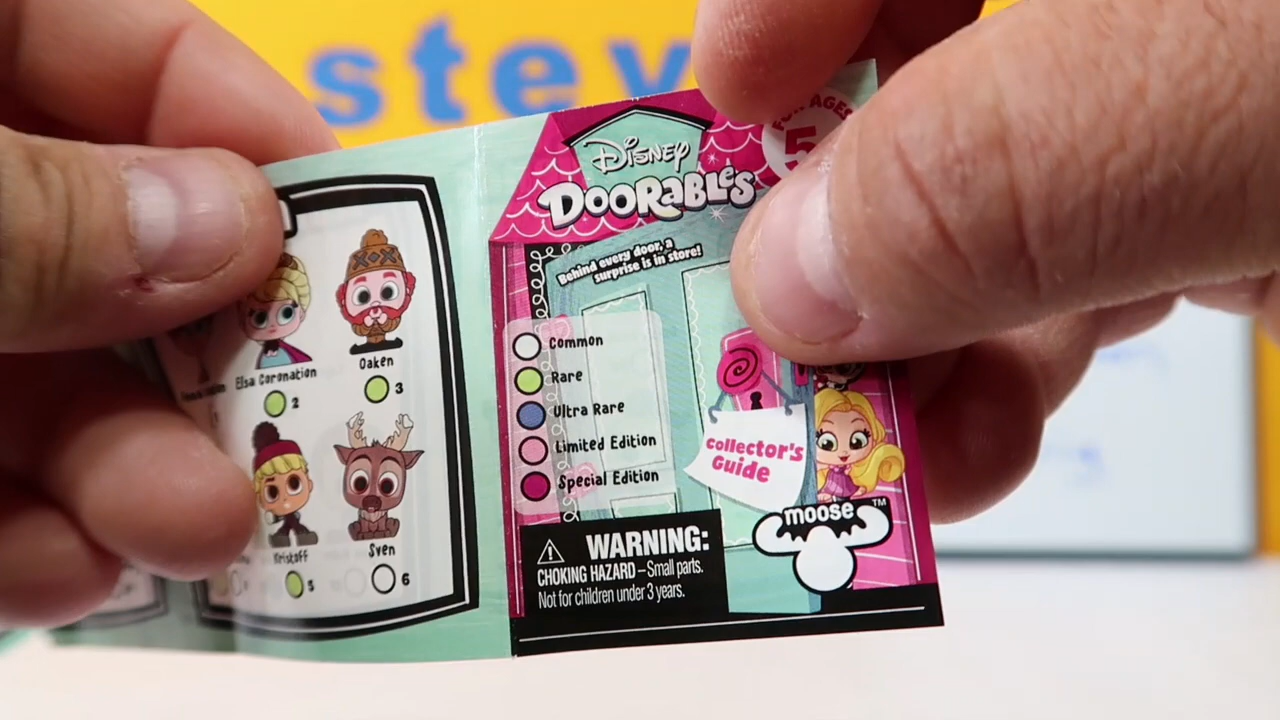 stev
FOR AGES
5
Disney
Doorables
Behind every door, a
surprise is in store!
Common
Rare
Ultra Rare
Limited Edition
Special Edition
Collector's
Guide
moose™
WARNING:
CHOKING HAZARD – Small parts.
Not for children under 3 years.
Elsa Coronation
2
Oaken
3
Kristoff
5
Sven
6